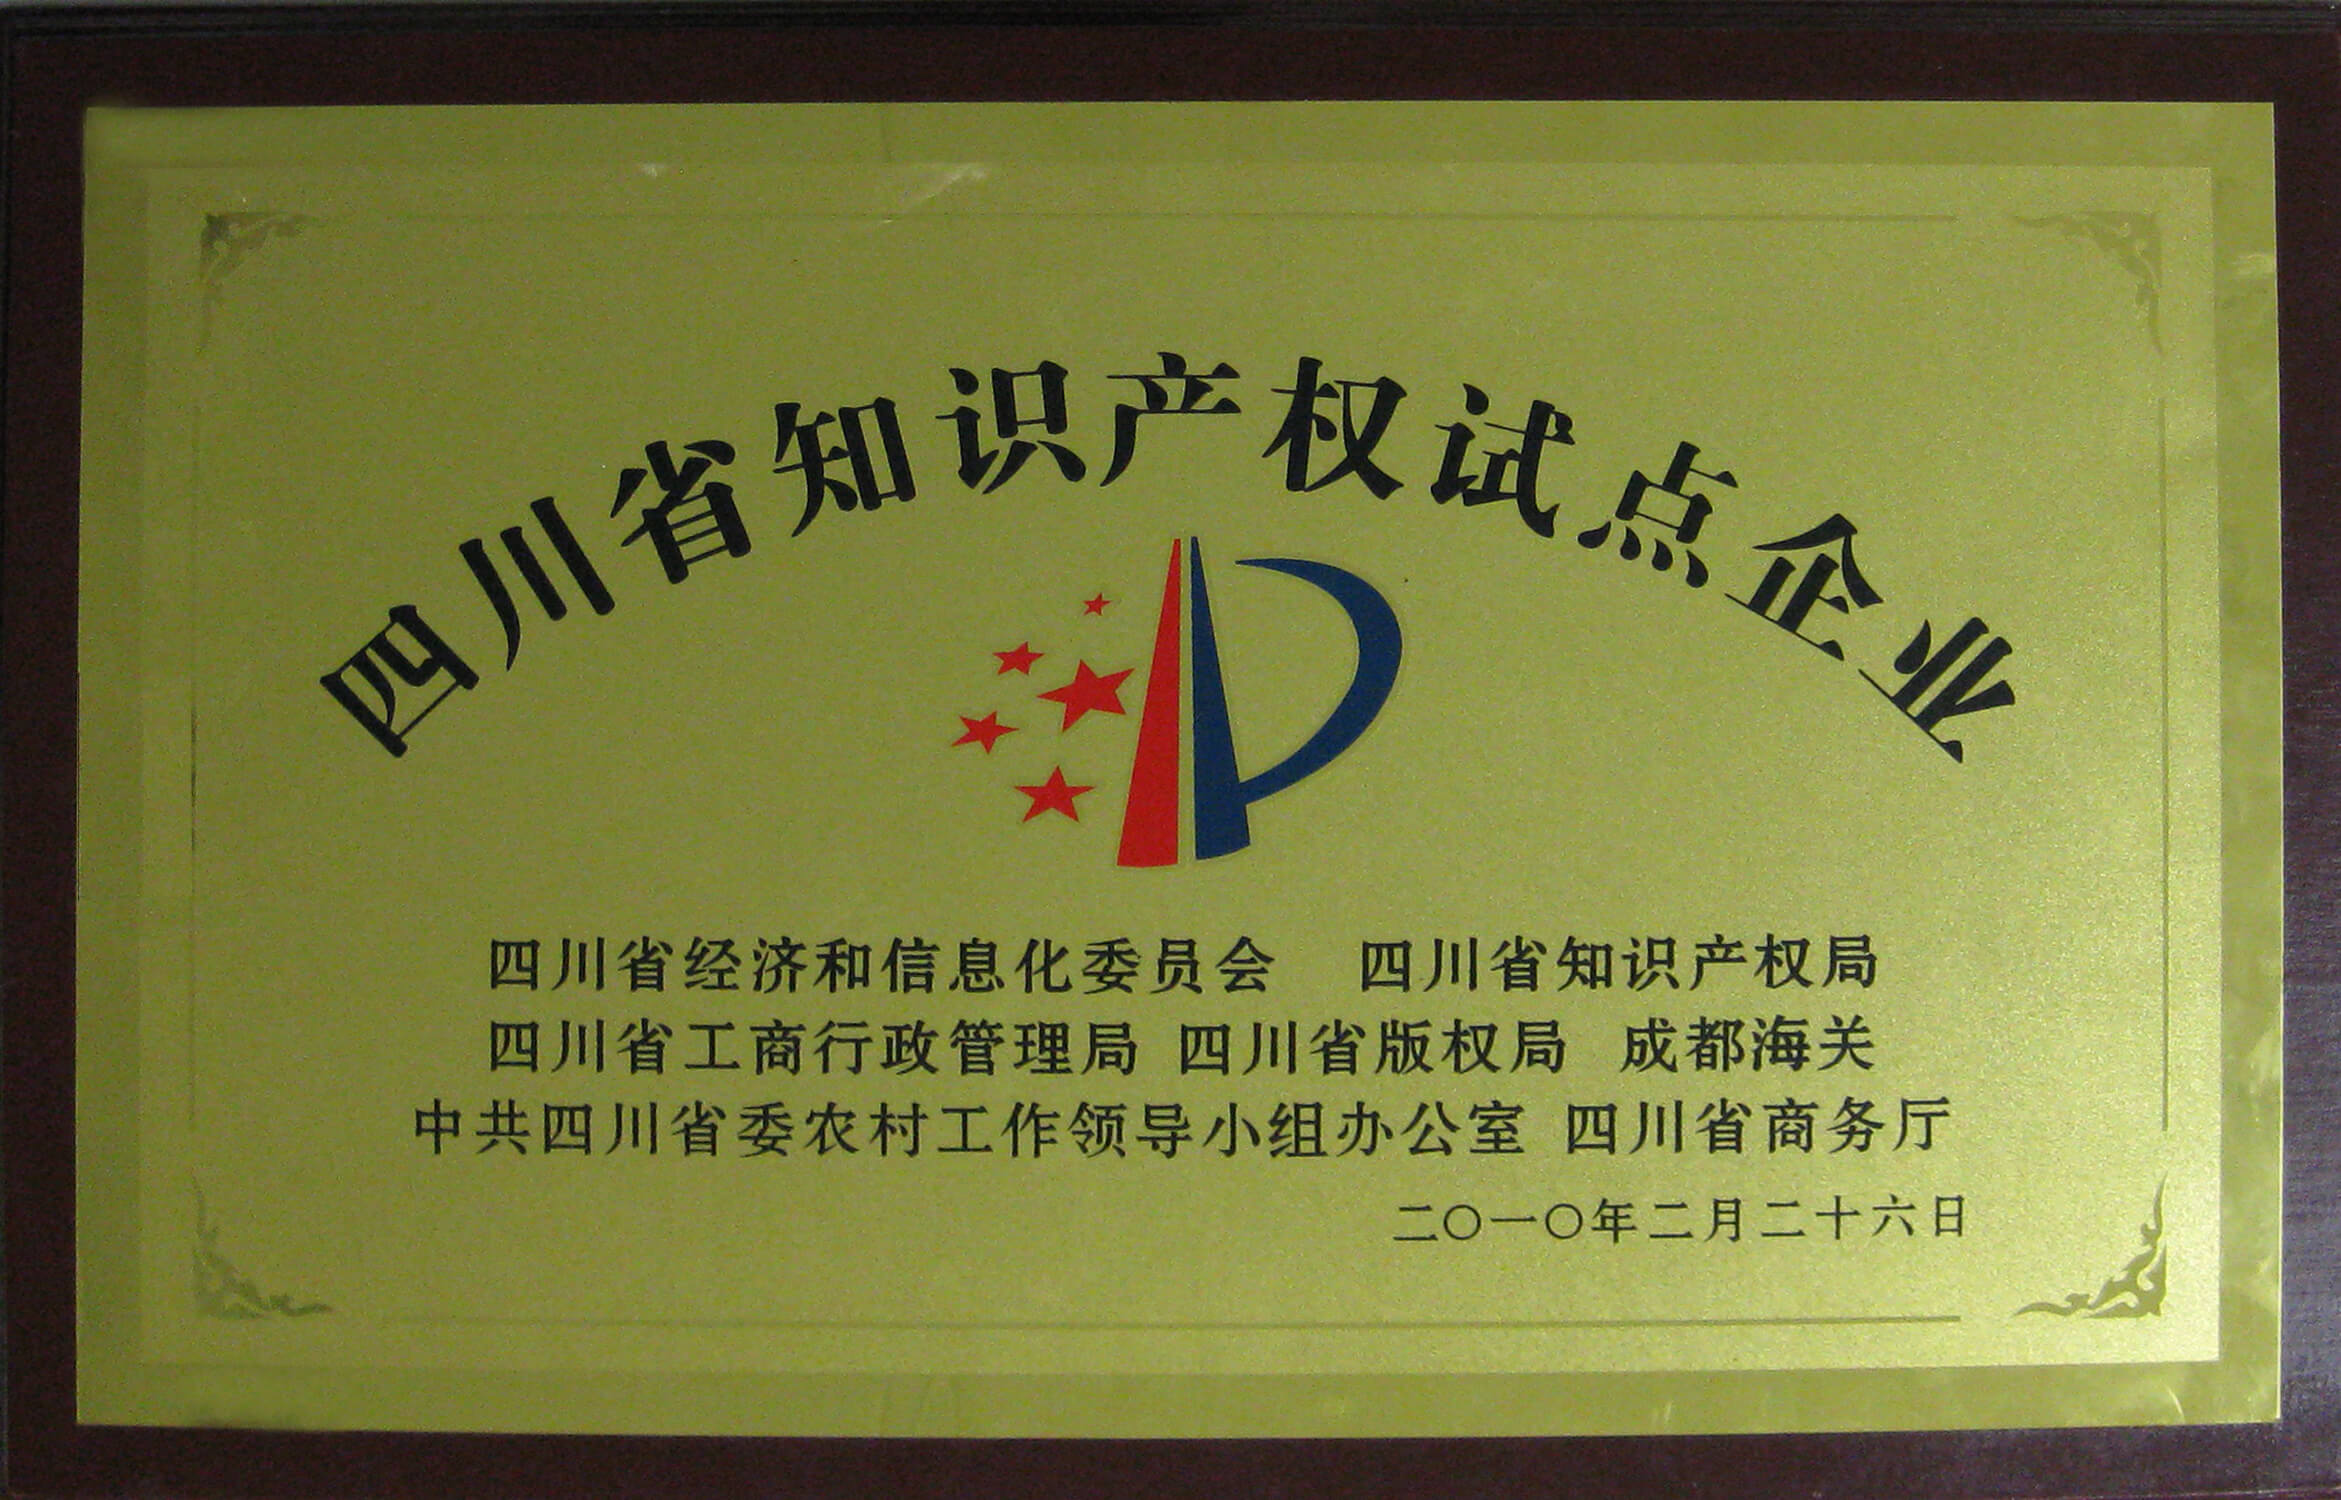 四川省知识产权试点企业
四川省经济和信息化委员会 四川省知识产权局
四川省工商行政管理局 四川省版权局 成都海关
中共四川省委农村工作领导小组办公室 四川省商务厅
二〇一〇年二月二十六日